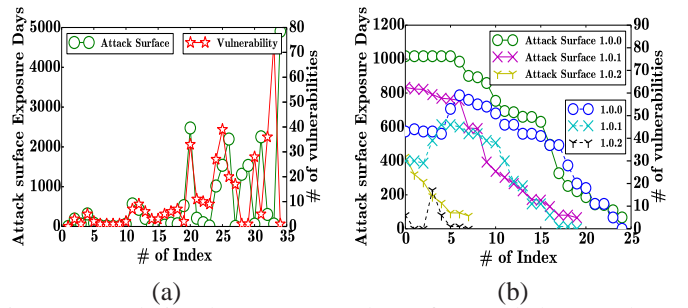 Attack surface Exposure Days
5000
4000
3000
2000
1000
0
0 5 10 15 20 25 30 35
# of Index
80
70
60
50
40
30
20
10
0
# of vulnerabilities
Attack Surface
Vulnerability
(a)
Attack surface Exposure Days
1200
1000
800
600
400
200
0
0 5 10 15 20 25
# of Index
90
80
70
60
50
40
30
20
10
0
# of vulnerabilities
Attack Surface 1.0.0
Attack Surface 1.0.1
Attack Surface 1.0.2
1.0.0
1.0.1
1.0.2
(b)